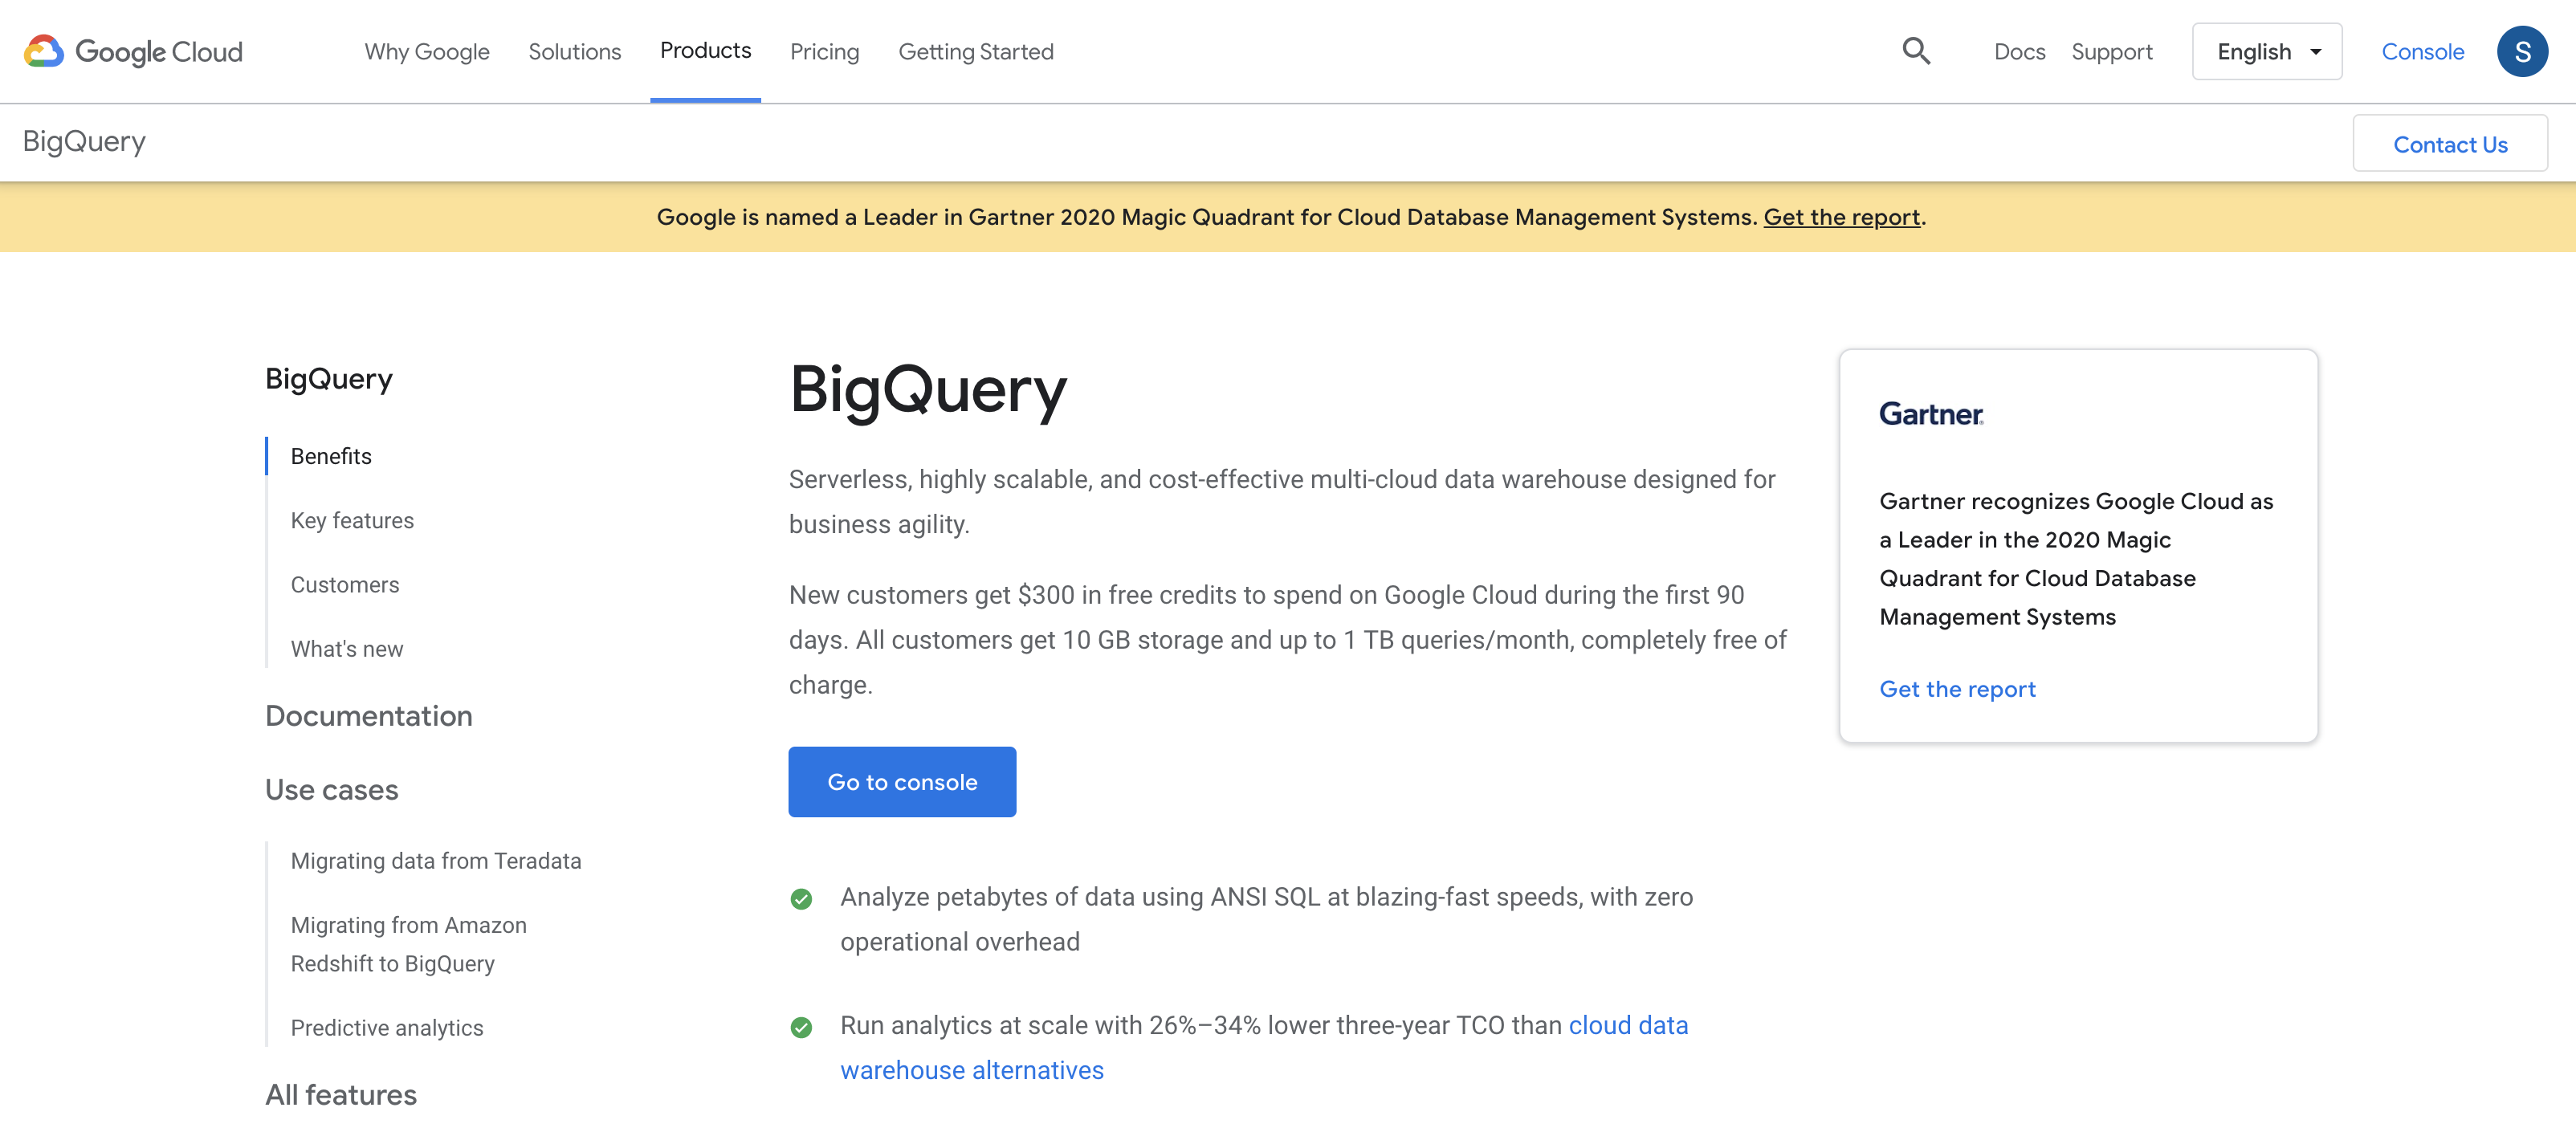 Google Cloud
Why Google
Solutions
Products
Pricing
Getting Started
Docs
Support
English
Console
S
BigQuery
Contact Us
Google is named a Leader in Gartner 2020 Magic Quadrant for Cloud Database Management Systems. Get the report.
BigQuery
Benefits
Key features
Customers
What's new
Documentation
Use cases
Migrating data from Teradata
Migrating from Amazon
Redshift to BigQuery
Predictive analytics
All features
BigQuery
Serverless, highly scalable, and cost-effective multi-cloud data warehouse designed for
business agility.
New customers get $300 in free credits to spend on Google Cloud during the first 90
days. All customers get 10 GB storage and up to 1 TB queries/month, completely free of
charge.
Go to console
Analyze petabytes of data using ANSI SQL at blazing-fast speeds, with zero
operational overhead
Run analytics at scale with 26%–34% lower three-year TCO than cloud data
warehouse alternatives
Gartner.
Gartner recognizes Google Cloud as
a Leader in the 2020 Magic
Quadrant for Cloud Database
Management Systems
Get the report